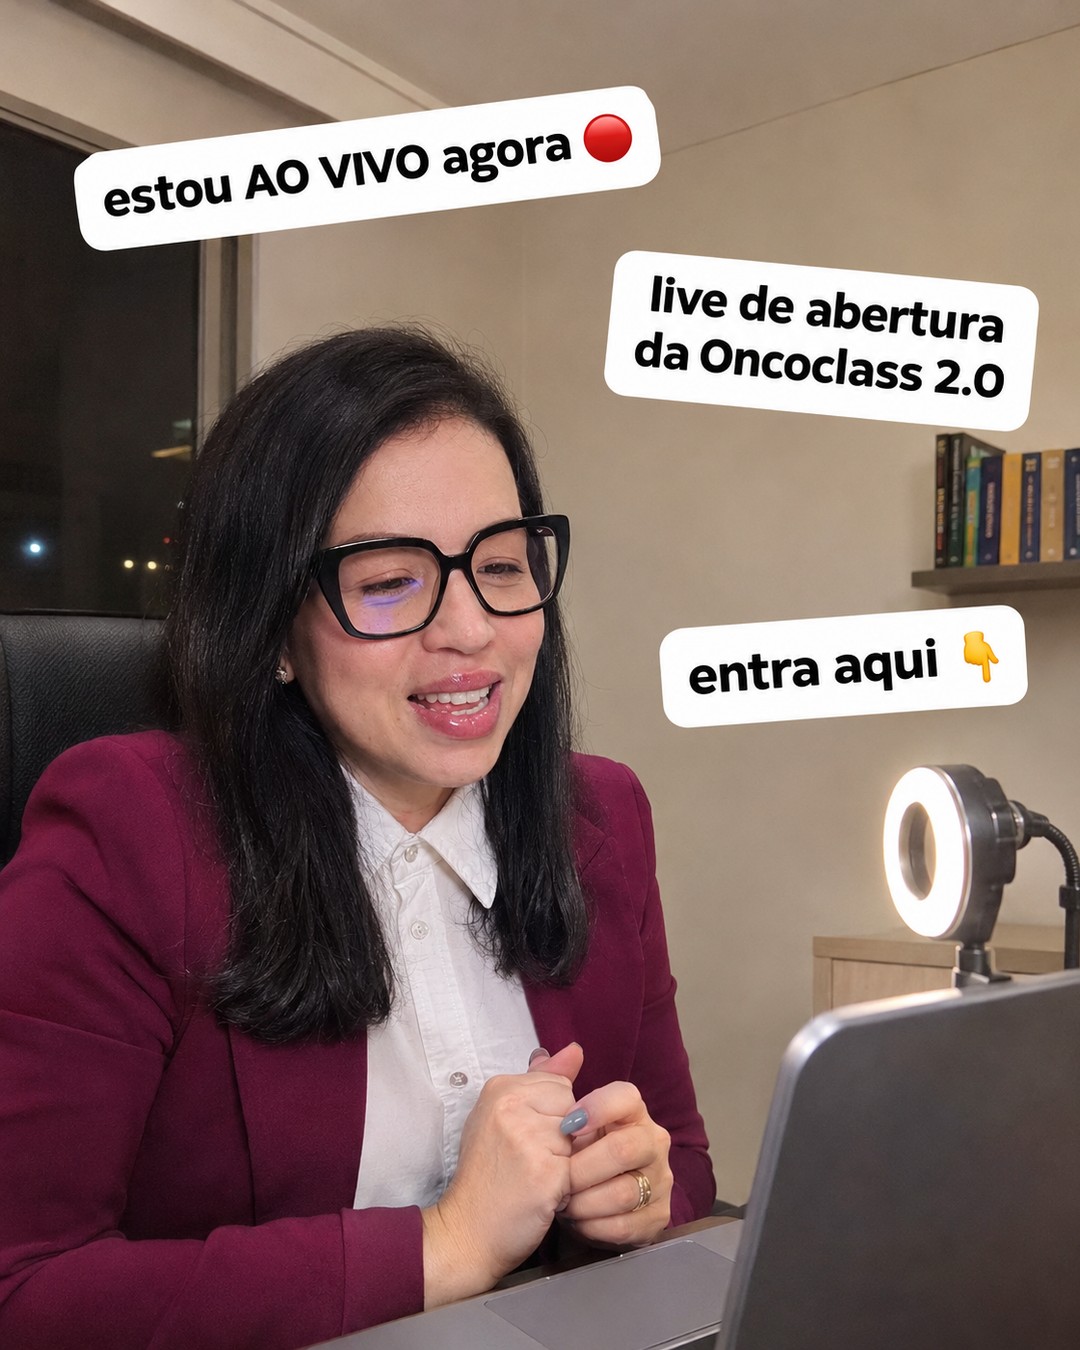 estou AO VIVO agora 🔴
live de abertura
da Oncoclass 2.0
entra aqui 👇